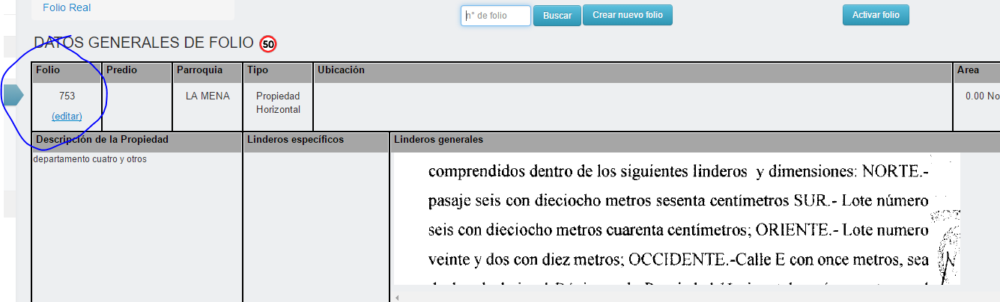 Folio Real
n° de folio Buscar Crear nuevo folio Activar folio
DATOS GENERALES DE FOLIO 50
Folio Predio Parroquia Tipo Ubicación Area
753 LA MENA Propiedad Horizontal 0.00 No
(editar)
Descripción de la Propiedad Linderos específicos Linderos generales
departamento cuatro y otros
comprendidos dentro de los siguientes linderos y dimensiones: NORTE.-
pasaje seis con dieciocho metros sesenta centímetros SUR.- Lote número
seis con dieciocho metros cuarenta centímetros; ORIENTE.- Lote numero
veinte y dos con diez metros; OCCIDENTE.-Calle E con once metros, sea